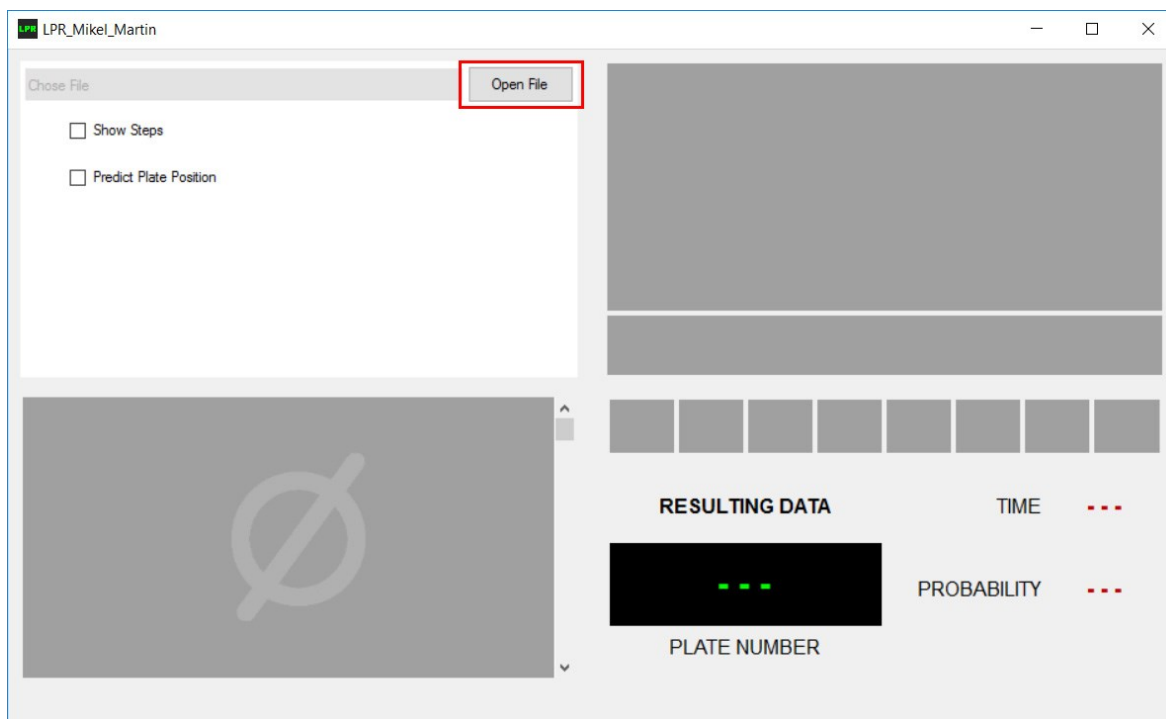 LPR LPR_Mikel_Martin
Chose File
Open File
Show Steps
Predict Plate Position
RESULTING DATA
TIME
- - -
- - -
PROBABILITY
- - -
PLATE NUMBER